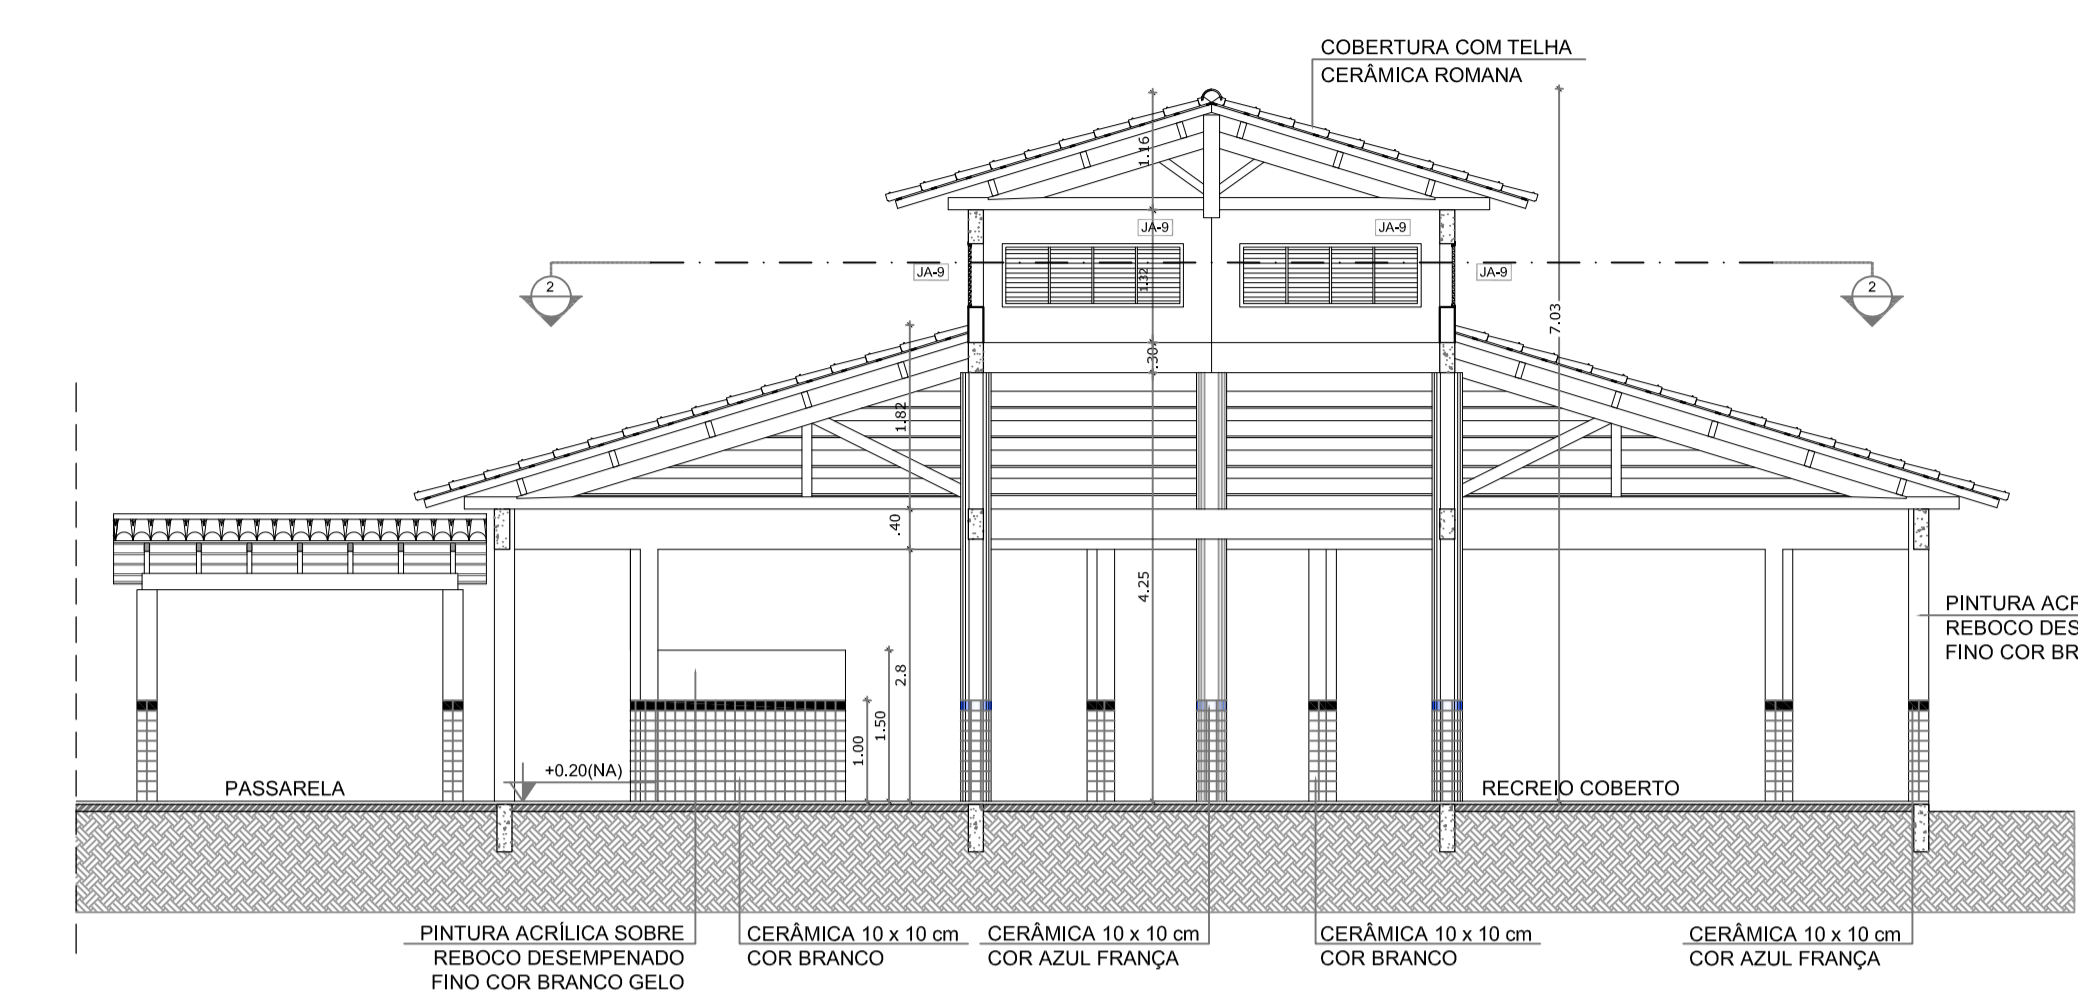 COBERTURA COM TELHA
CERÂMICA ROMANA
1.16
JA-9
JA-9
JA-9
JA-9
2
2
1.32
7.03
.30
1.82
.40
4.25
2.8
1.50
1.00
PINTURA ACR
REBOCO DES
FINO COR BR
+0.20(NA)
PASSARELA
RECREIO COBERTO
PINTURA ACRÍLICA SOBRE
REBOCO DESEMPENADO
FINO COR BRANCO GELO
CERÂMICA 10 x 10 cm
COR BRANCO
CERÂMICA 10 x 10 cm
COR AZUL FRANÇA
CERÂMICA 10 x 10 cm
COR BRANCO
CERÂMICA 10 x 10 cm
COR AZUL FRANÇA